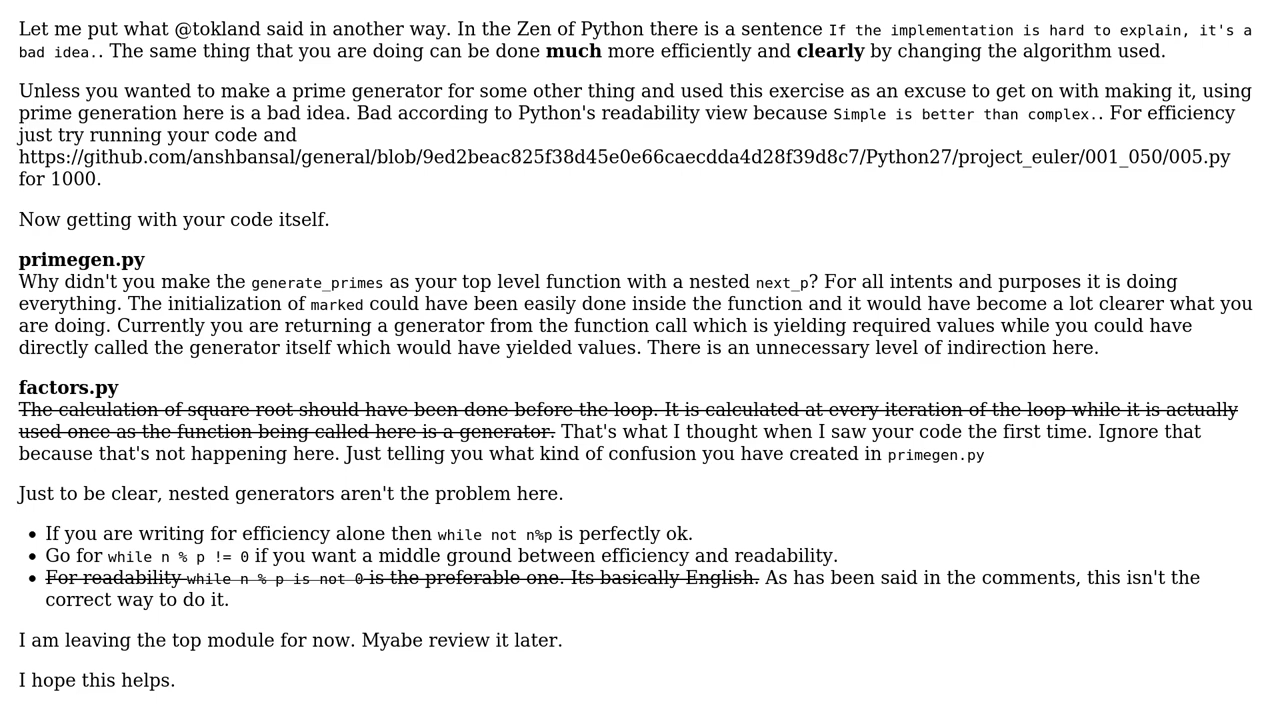 Let me put what @tokland said in another way. In the Zen of Python there is a sentence If the implementation is hard to explain, it's a
bad idea.. The same thing that you are doing can be done much more efficiently and clearly by changing the algorithm used.
Unless you wanted to make a prime generator for some other thing and used this exercise as an excuse to get on with making it, using
prime generation here is a bad idea. Bad according to Python's readability view because Simple is better than complex.. For efficiency
just try running your code and
https://github.com/anshbansal/general/blob/9ed2beac825f38d45e0e66caecdda4d28f39d8c7/Python27/project_euler/001_050/005.py
for 1000.
Now getting with your code itself.
primegen.py
Why didn't you make the generate_primes as your top level function with a nested next_p? For all intents and purposes it is doing
everything. The initialization of marked could have been easily done inside the function and it would have become a lot clearer what you
are doing. Currently you are returning a generator from the function call which is yielding required values while you could have
directly called the generator itself which would have yielded values. There is an unnecessary level of indirection here.
factors.py
The calculation of square root should have been done before the loop. It is calculated at every iteration of the loop while it is actually
used once as the function being called here is a generator. That's what I thought when I saw your code the first time. Ignore that
because that's not happening here. Just telling you what kind of confusion you have created in primegen.py
Just to be clear, nested generators aren't the problem here.
• If you are writing for efficiency alone then while not n%p is perfectly ok.
• Go for while n % p != 0 if you want a middle ground between efficiency and readability.
• For readability while n % p is not 0 is the preferable one. Its basically English. As has been said in the comments, this isn't the
correct way to do it.
I am leaving the top module for now. Myabe review it later.
I hope this helps.